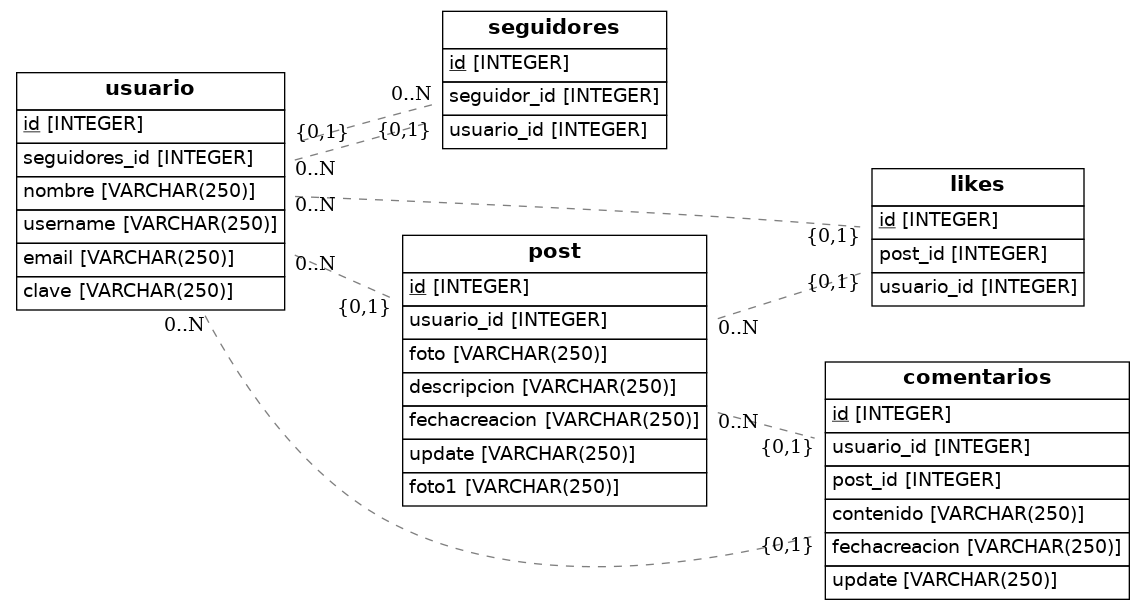 usuario
id [INTEGER]
seguidores_id [INTEGER]
nombre [VARCHAR(250)]
username [VARCHAR(250)]
email [VARCHAR(250)]
clave [VARCHAR(250)]
seguidores
id [INTEGER]
seguidor_id [INTEGER]
usuario_id [INTEGER]
0..N
{0,1}
{0,1}
0..N
0..N
{0,1}
0..N
{0,1}
{0,1}
0..N
0..N
{0,1}
0..N
{0,1}
likes
id [INTEGER]
post_id [INTEGER]
usuario_id [INTEGER]
post
id [INTEGER]
usuario_id [INTEGER]
foto [VARCHAR(250)]
descripcion [VARCHAR(250)]
fechacreacion [VARCHAR(250)]
update [VARCHAR(250)]
foto1 [VARCHAR(250)]
comentarios
id [INTEGER]
usuario_id [INTEGER]
post_id [INTEGER]
contenido [VARCHAR(250)]
fechacreacion [VARCHAR(250)]
update [VARCHAR(250)]